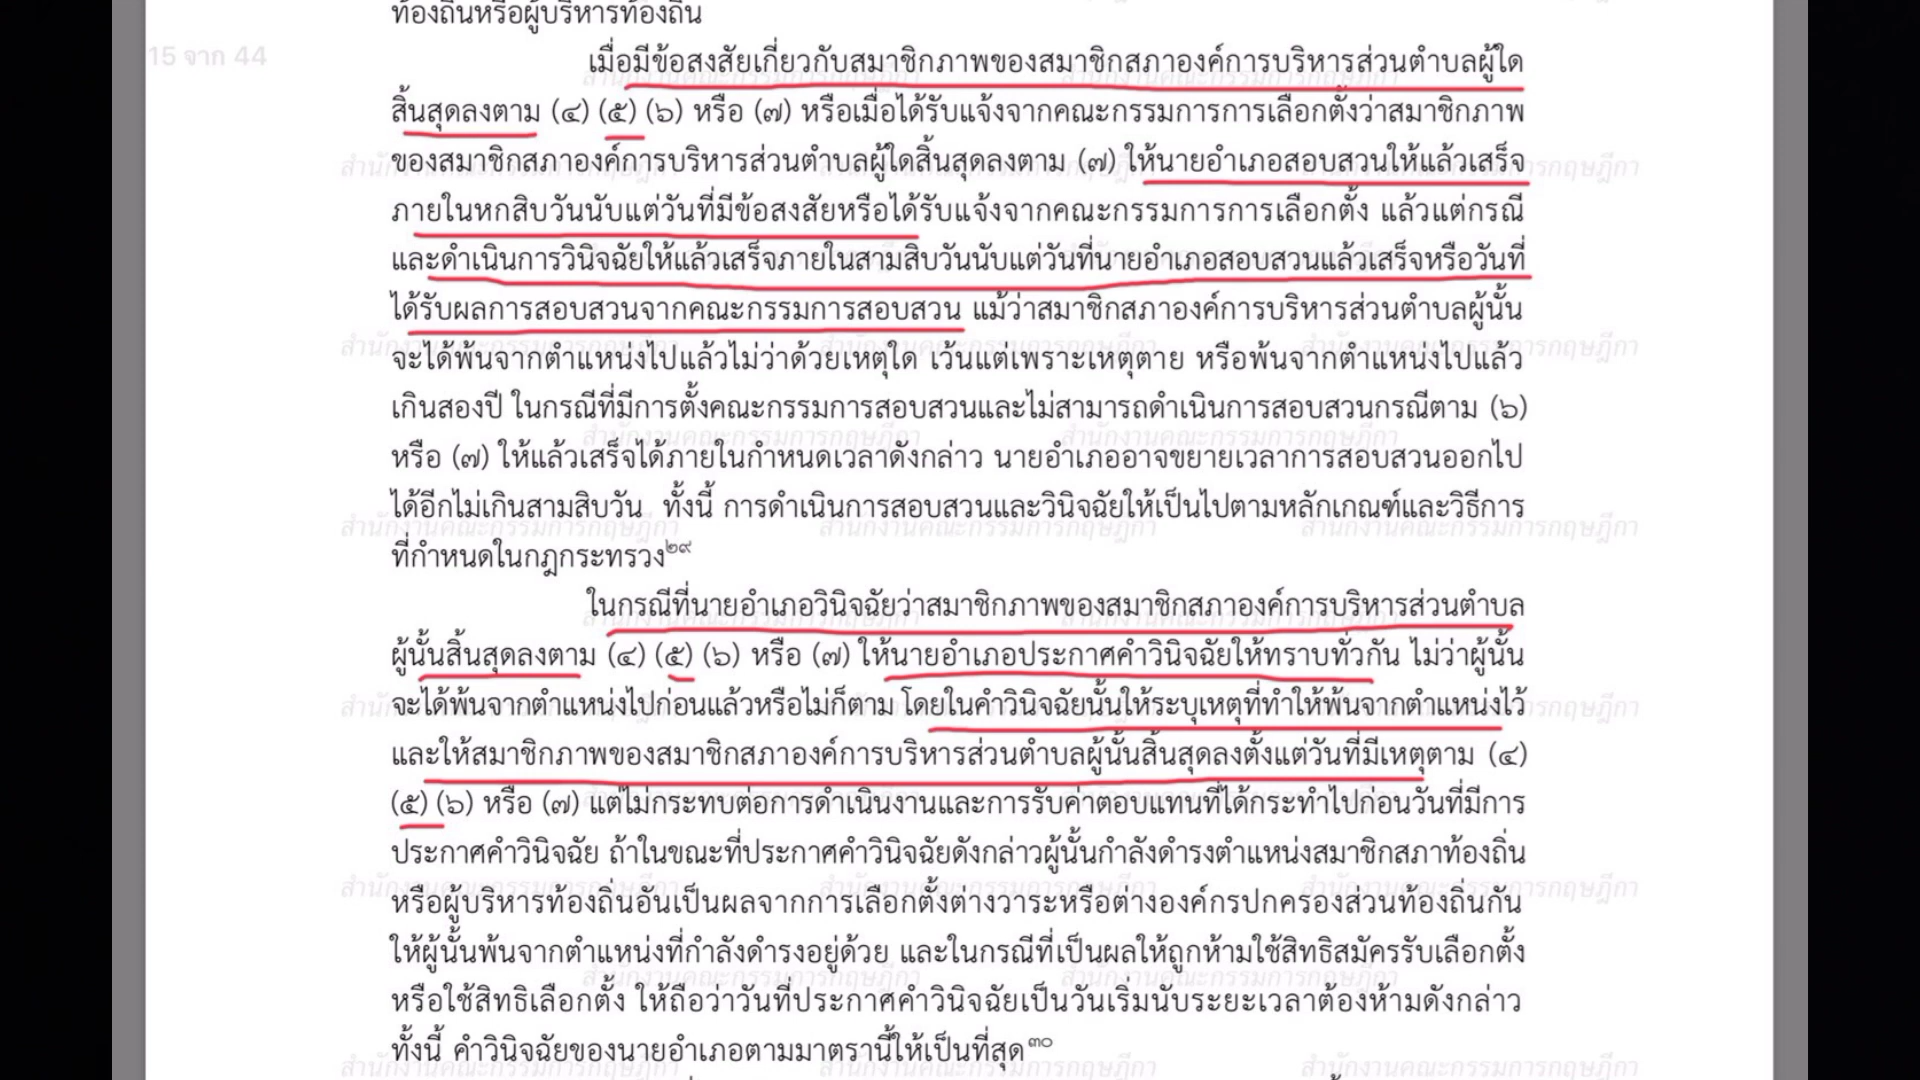 ท้องถิ่นหรือผู้บริหารท้องถิ่น
15 จาก 44
เมื่อมีข้อสงสัยเกี่ยวกับสมาชิกภาพของสมาชิกสภาองค์การบริหารส่วนตำบลผู้ใด
สิ้นสุดลงตาม (๔) (๕) (๖) หรือ (๗) หรือเมื่อได้รับแจ้งจากคณะกรรมการการเลือกตั้งว่าสมาชิกภาพ
ของสมาชิกสภาองค์การบริหารส่วนตำบลผู้ใดสิ้นสุดลงตาม (๗) ให้นายอำเภอสอบสวนให้แล้วเสร็จ
ภายในหกสิบวันนับแต่วันที่มีข้อสงสัยหรือได้รับแจ้งจากคณะกรรมการการเลือกตั้ง แล้วแต่กรณี
และดำเนินการวินิจฉัยให้แล้วเสร็จภายในสามสิบวันนับแต่วันที่นายอำเภอสอบสวนแล้วเสร็จหรือวันที่
ได้รับผลการสอบสวนจากคณะกรรมการสอบสวน แม้ว่าสมาชิกสภาองค์การบริหารส่วนตำบลผู้นั้น
จะได้พ้นจากตำแหน่งไปแล้วไม่ว่าด้วยเหตุใด เว้นแต่เพราะเหตุตาย หรือพ้นจากตำแหน่งไปแล้ว
เกินสองปี ในกรณีที่มีการตั้งคณะกรรมการสอบสวนและไม่สามารถดำเนินการสอบสวนกรณีตาม (๖)
หรือ (๗) ให้แล้วเสร็จได้ภายในกำหนดเวลาดังกล่าว นายอำเภออาจขยายเวลาการสอบสวนออกไป
ได้อีกไม่เกินสามสิบวัน ทั้งนี้ การดำเนินการสอบสวนและวินิจฉัยให้เป็นไปตามหลักเกณฑ์และวิธีการ
ที่กำหนดในกฎกระทรวง๒๙
ในกรณีที่นายอำเภอวินิจฉัยว่าสมาชิกภาพของสมาชิกสภาองค์การบริหารส่วนตำบล
ผู้นั้นสิ้นสุดลงตาม (๔) (๕) (๖) หรือ (๗) ให้นายอำเภอประกาศคำวินิจฉัยให้ทราบทั่วกัน ไม่ว่าผู้นั้น
จะได้พ้นจากตำแหน่งไปก่อนแล้วหรือไม่ก็ตาม โดยในคำวินิจฉัยนั้นให้ระบุเหตุที่ทำให้พ้นจากตำแหน่งไว้
และให้สมาชิกภาพของสมาชิกสภาองค์การบริหารส่วนตำบลผู้นั้นสิ้นสุดลงตั้งแต่วันที่มีเหตุตาม (๔)
(๕) (๖) หรือ (๗) แต่ไม่กระทบต่อการดำเนินงานและการรับค่าตอบแทนที่ได้กระทำไปก่อนวันที่มีการ
ประกาศคำวินิจฉัย ถ้าในขณะที่ประกาศคำวินิจฉัยดังกล่าวผู้นั้นกำลังดำรงตำแหน่งสมาชิกสภาท้องถิ่น
หรือผู้บริหารท้องถิ่นอันเป็นผลจากการเลือกตั้งต่างวาระหรือต่างองค์กรปกครองส่วนท้องถิ่นกัน
ให้ผู้นั้นพ้นจากตำแหน่งที่กำลังดำรงอยู่ด้วย และในกรณีที่เป็นผลให้ถูกห้ามใช้สิทธิสมัครรับเลือกตั้ง
หรือใช้สิทธิเลือกตั้ง ให้ถือว่าวันที่ประกาศคำวินิจฉัยเป็นวันเริ่มนับระยะเวลาต้องห้ามดังกล่าว
ทั้งนี้ คำวินิจฉัยของนายอำเภอตามมาตรานี้ให้เป็นที่สุด๓๐